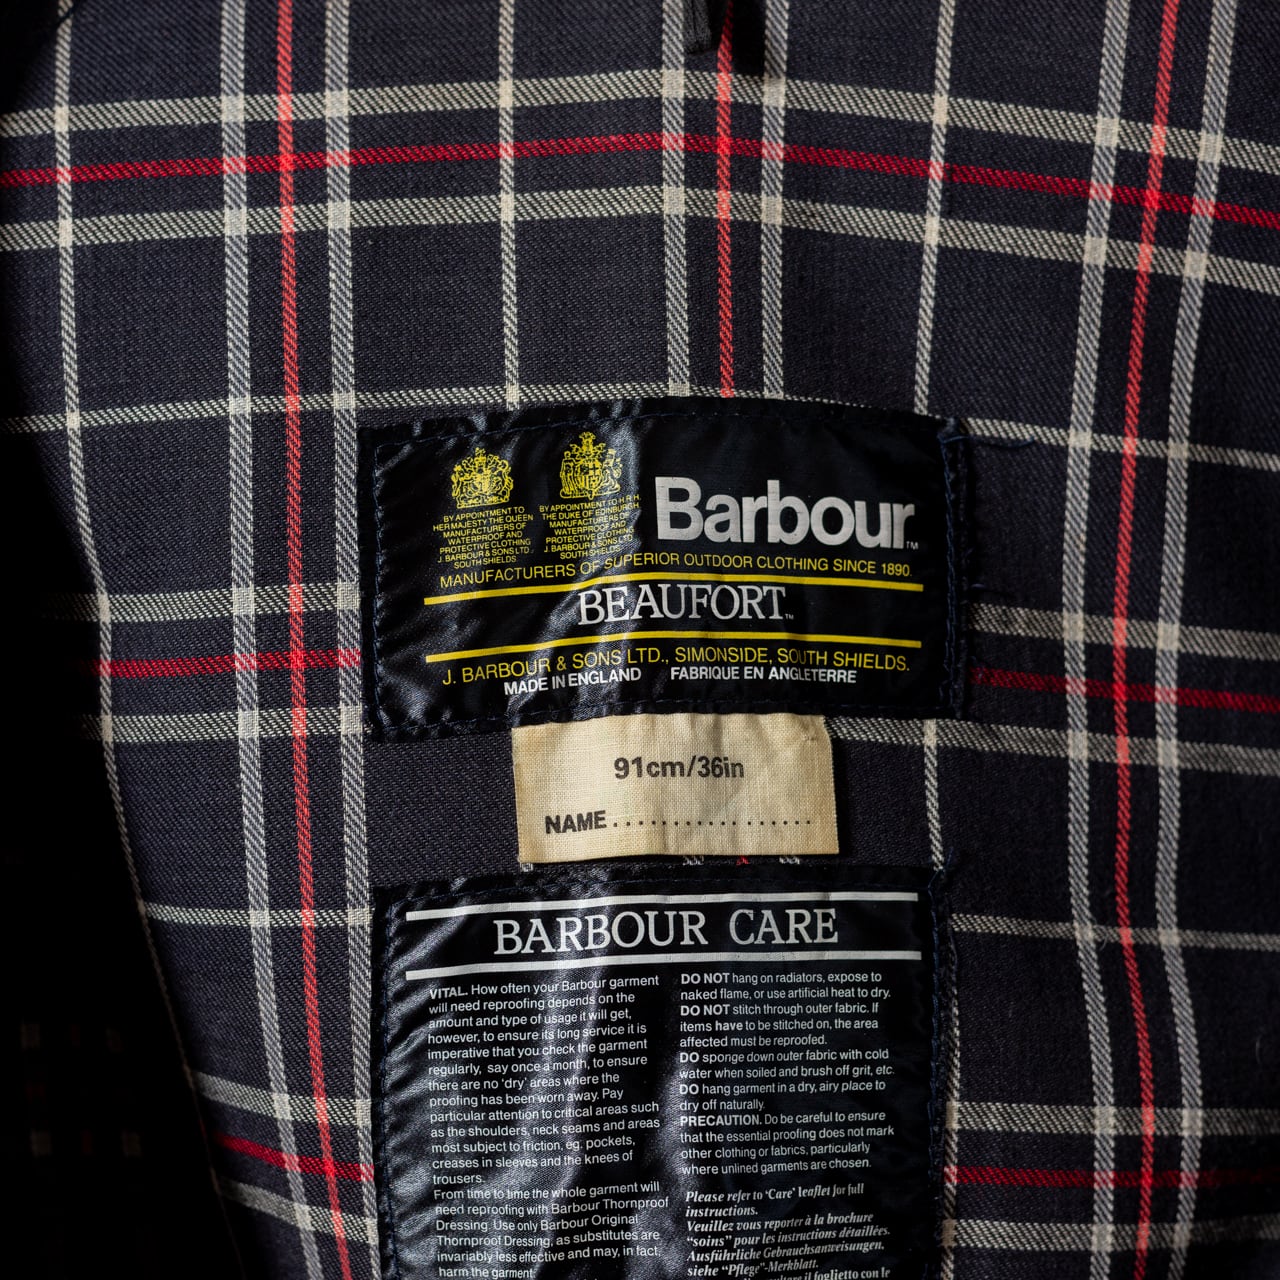 BY APPOINTMENT TO
HER MAJESTY THE QUEEN
MANUFACTURERS OF
WATERPROOF AND
PROTECTIVE CLOTHING
J. BARBOUR & SONS LTD.
SOUTH SHIELDS
BY APPOINTMENT TO H.R.H.
THE DUKE OF EDINBURGH
MANUFACTURERS OF
WATERPROOF AND
PROTECTIVE CLOTHING
J. BARBOUR & SONS LTD
SOUTH SHIELDS
Barbour™
MANUFACTURERS OF SUPERIOR OUTDOOR CLOTHING SINCE 1890.
BEAUFORT™
J. BARBOUR & SONS LTD., SIMONSIDE, SOUTH SHIELDS.
MADE IN ENGLAND FABRIQUE EN ANGLETERRE
91cm/36in
NAME.................
BARBOUR CARE
VITAL. How often your Barbour garment
will need reproofing depends on the
amount and type of usage it will get,
however, to ensure its long service it is
imperative that you check the garment
regularly, say once a month, to ensure
there are no 'dry' areas where the
proofing has been worn away. Pay
particular attention to critical areas such
as the shoulders, neck seams and areas
most subject to friction, eg. pockets,
creases in sleeves and the knees of
trousers.
From time to time the whole garment will
need reproofing with Barbour Thornproof
Dressing. Use only Barbour Original
Thornproof Dressing, as substitutes are
invariably less effective and may, in fact,
harm the garment
DO NOT hang on radiators, expose to
naked flame, or use artificial heat to dry.
DO NOT stitch through outer fabric. If
items have to be stitched on, the area
affected must be reproofed.
DO sponge down outer fabric with cold
water when soiled and brush off grit, etc.
DO hang garment in a dry, airy place to
dry off naturally.
PRECAUTION. Do be careful to ensure
that the essential proofing does not mark
other clothing or fabrics, particularly
where unlined garments are chosen.
Please refer to 'Care' leaflet for full
instructions.
Veuillez vous reporter à la brochure
"soins" pour les instructions détaillées.
Ausführliche Gebrauchsanweisungen.
siehe "Pflege"-Merkblatt.
il foglietto con le